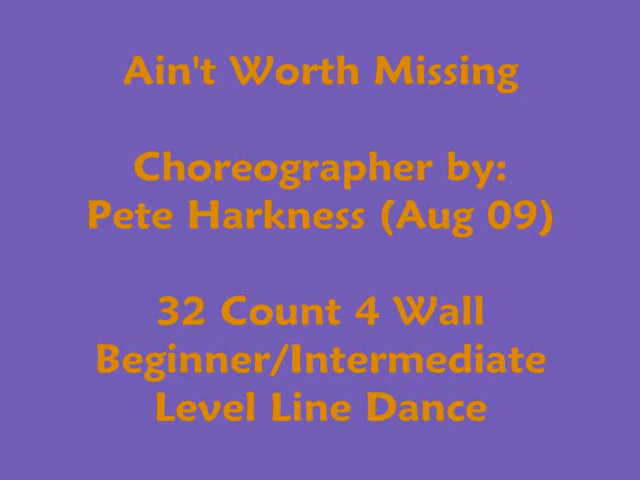 Ain't Worth Missing
Choreographer by:
Pete Harkness (Aug 09)
32 Count 4 Wall
Beginner/Intermediate
Level Line Dance